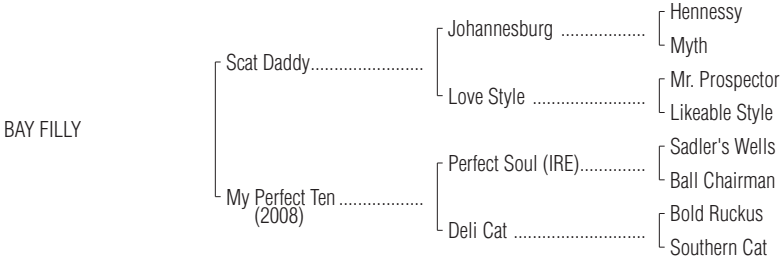 Hennessy
Johannesburg ...................
Myth
Scat Daddy.........................
Mr. Prospector
Love Style .........................
Likeable Style
BAY FILLY
Sadler's Wells
Perfect Soul (IRE)..............
Ball Chairman
My Perfect Ten ...................
(2008)
Bold Ruckus
Deli Cat .............................
Southern Cat